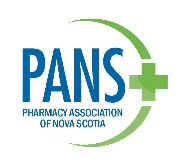 PANS
PHARMACY ASSOCIATION
OF NOVA SCOTIA